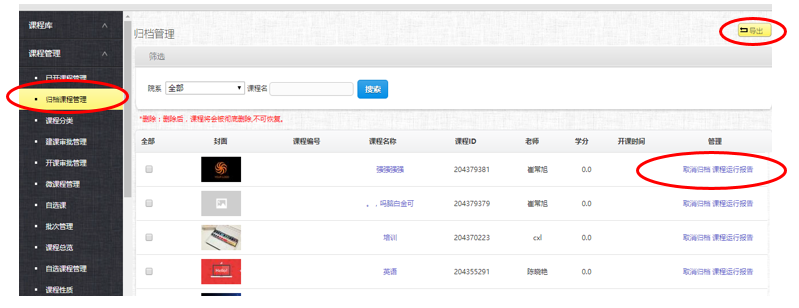 课程库
课程管理
已开课程管理
归档课程管理
课程分类
建课审批管理
开课审批管理
微课程管理
自选课
批次管理
课程总览
自选课程管理
课程性质
归档管理
导出
筛选
院系 全部 课程名 搜索
*删除：删除后，课程将会被彻底删除,不可恢复。
全部 封面 课程编号 课程名称 课程ID 老师 学分 开课时间 管理
强强强强 204379381 崔常旭 0.0 取消归档 课程运行报告
。，吗脑白金可 204379379 崔常旭 0.0 取消归档 课程运行报告
培训 204370223 cxl 0.0 取消归档 课程运行报告
Hello! 英语 204355291 陈晓艳 0.0 取消归档 课程运行报告